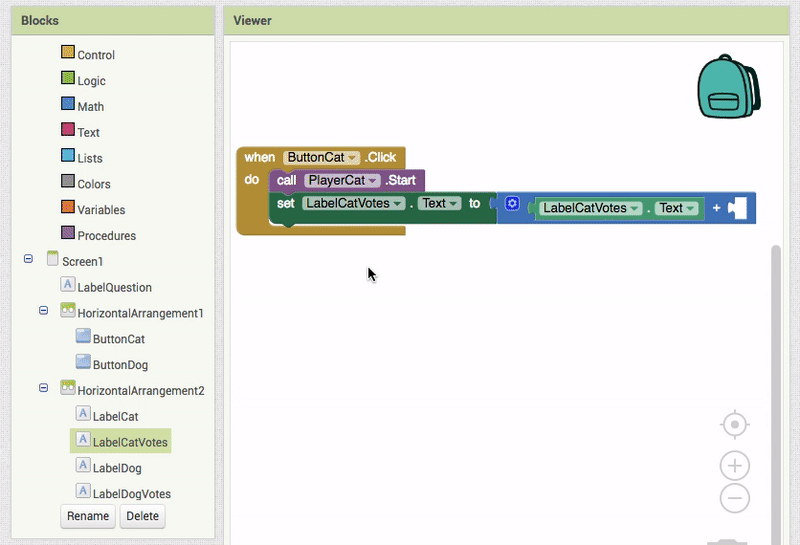 Blocks
Viewer
Control
Logic
Math
Text
Lists
Colors
Variables
Procedures
Screen1
LabelQuestion
HorizontalArrangement1
ButtonCat
ButtonDog
HorizontalArrangement2
A LabelCat
A LabelCatVotes
A LabelDog
A LabelDogVotes
Rename Delete
when ButtonCat .Click
do call PlayerCat .Start
set LabelCatVotes . Text to LabelCatVotes . Text +